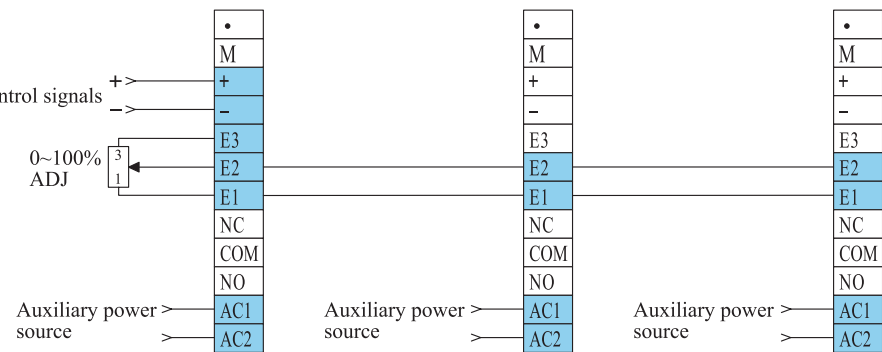 •
M
+
−
E3
E2
E1
NC
COM
NO
AC1
AC2
+
signals
−
0~100%
ADJ
3
1
Auxiliary power
source
•
M
+
−
E3
E2
E1
NC
COM
NO
AC1
AC2
Auxiliary power
source
•
M
+
−
E3
E2
E1
NC
COM
NO
AC1
AC2
Auxiliary power
source